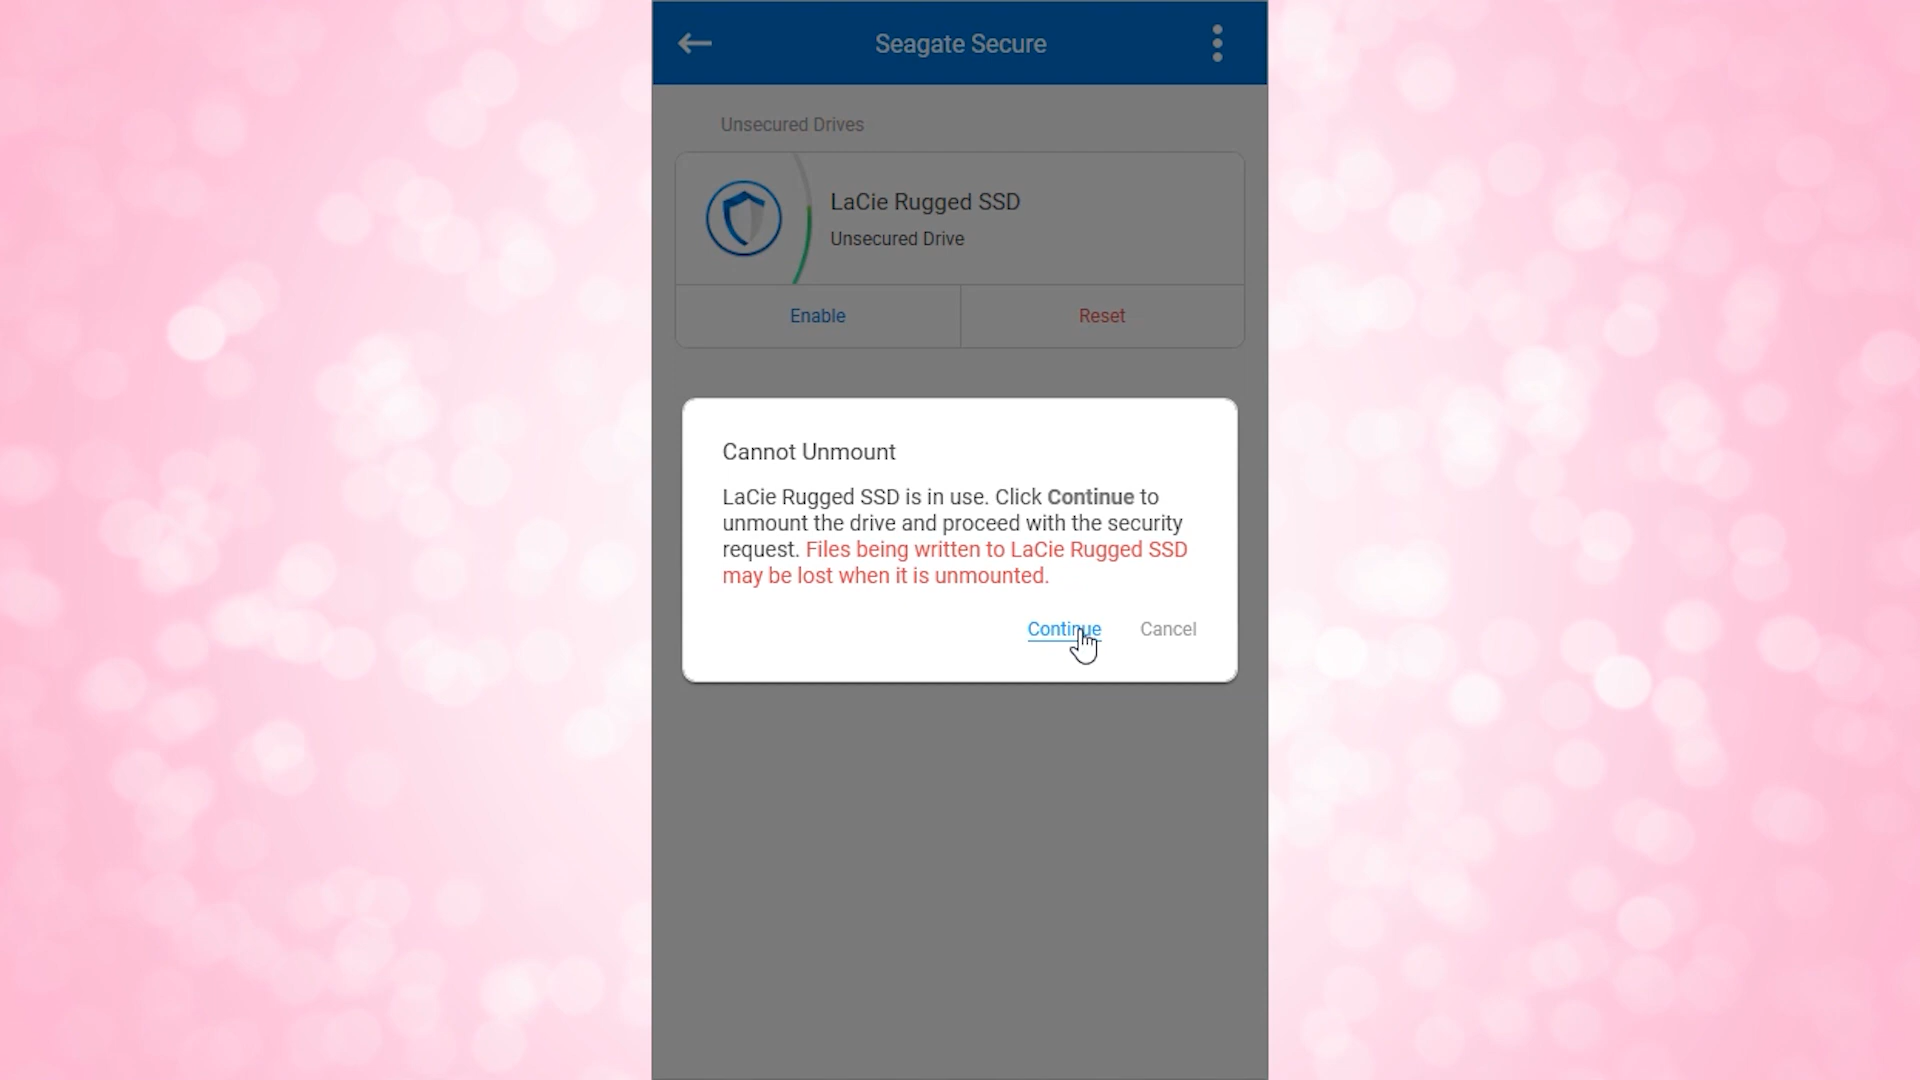 Seagate Secure
Unsecured Drives
LaCie Rugged SSD
Unsecured Drive
Enable
Reset
Cannot Unmount
LaCie Rugged SSD is in use. Click Continue to
unmount the drive and proceed with the security
request. Files being written to LaCie Rugged SSD
may be lost when it is unmounted.
Continue
Cancel